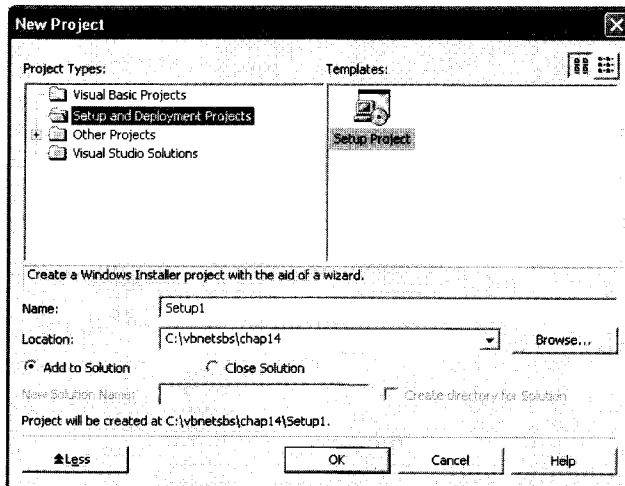 New Project
Project Types:
Templates:
Visual Basic Projects
Setup and Deployment Projects
Other Projects
Visual Studio Solutions
Setup Project
Create a Windows Installer project with the aid of a wizard.
Name:
Setup1
Location:
C:\vbnetsbs\chap14
Browse...
Add to Solution
Close Solution
New Solution Name:
Create directory for Solution
Project will be created at C:\vbnetsbs\chap14\Setup1.
Less
OK
Cancel
Help